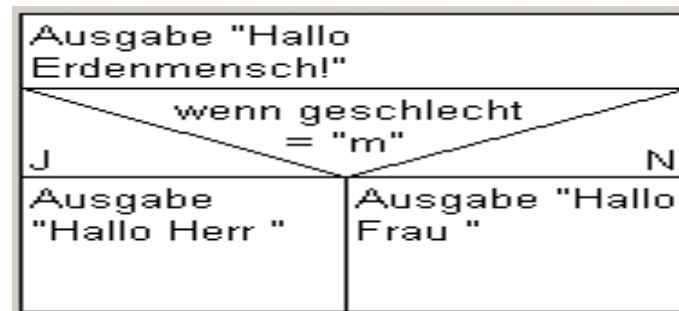 Ausgabe "Hallo
Erdenmensch!"
wenn geschlecht
= "m"
J
N
Ausgabe
"Hallo Herr "
Ausgabe "Hallo
Frau "